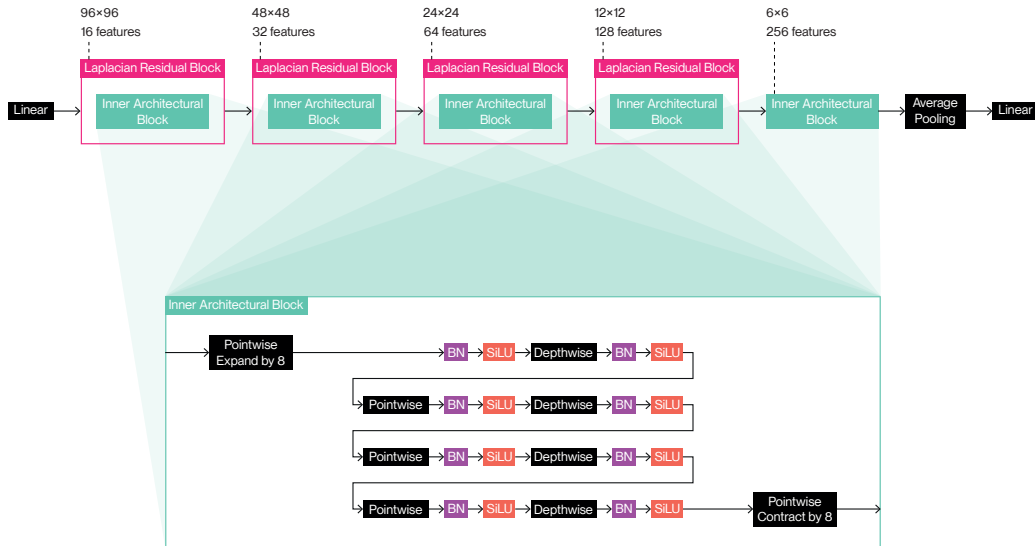 96×96
16 features
48×48
32 features
24×24
64 features
12×12
128 features
6×6
256 features
Laplacian Residual Block
Laplacian Residual Block
Laplacian Residual Block
Laplacian Residual Block
Linear
Inner Architectural
Block
Inner Architectural
Block
Inner Architectural
Block
Inner Architectural
Block
Inner Architectural
Block
Average
Pooling
Linear
Inner Architectural Block
Pointwise
Expand by 8
BN
SiLU
Depthwise
BN
SiLU
Pointwise
BN
SiLU
Depthwise
BN
SiLU
Pointwise
BN
SiLU
Depthwise
BN
SiLU
Pointwise
BN
SiLU
Depthwise
BN
SiLU
Pointwise
Contract by 8